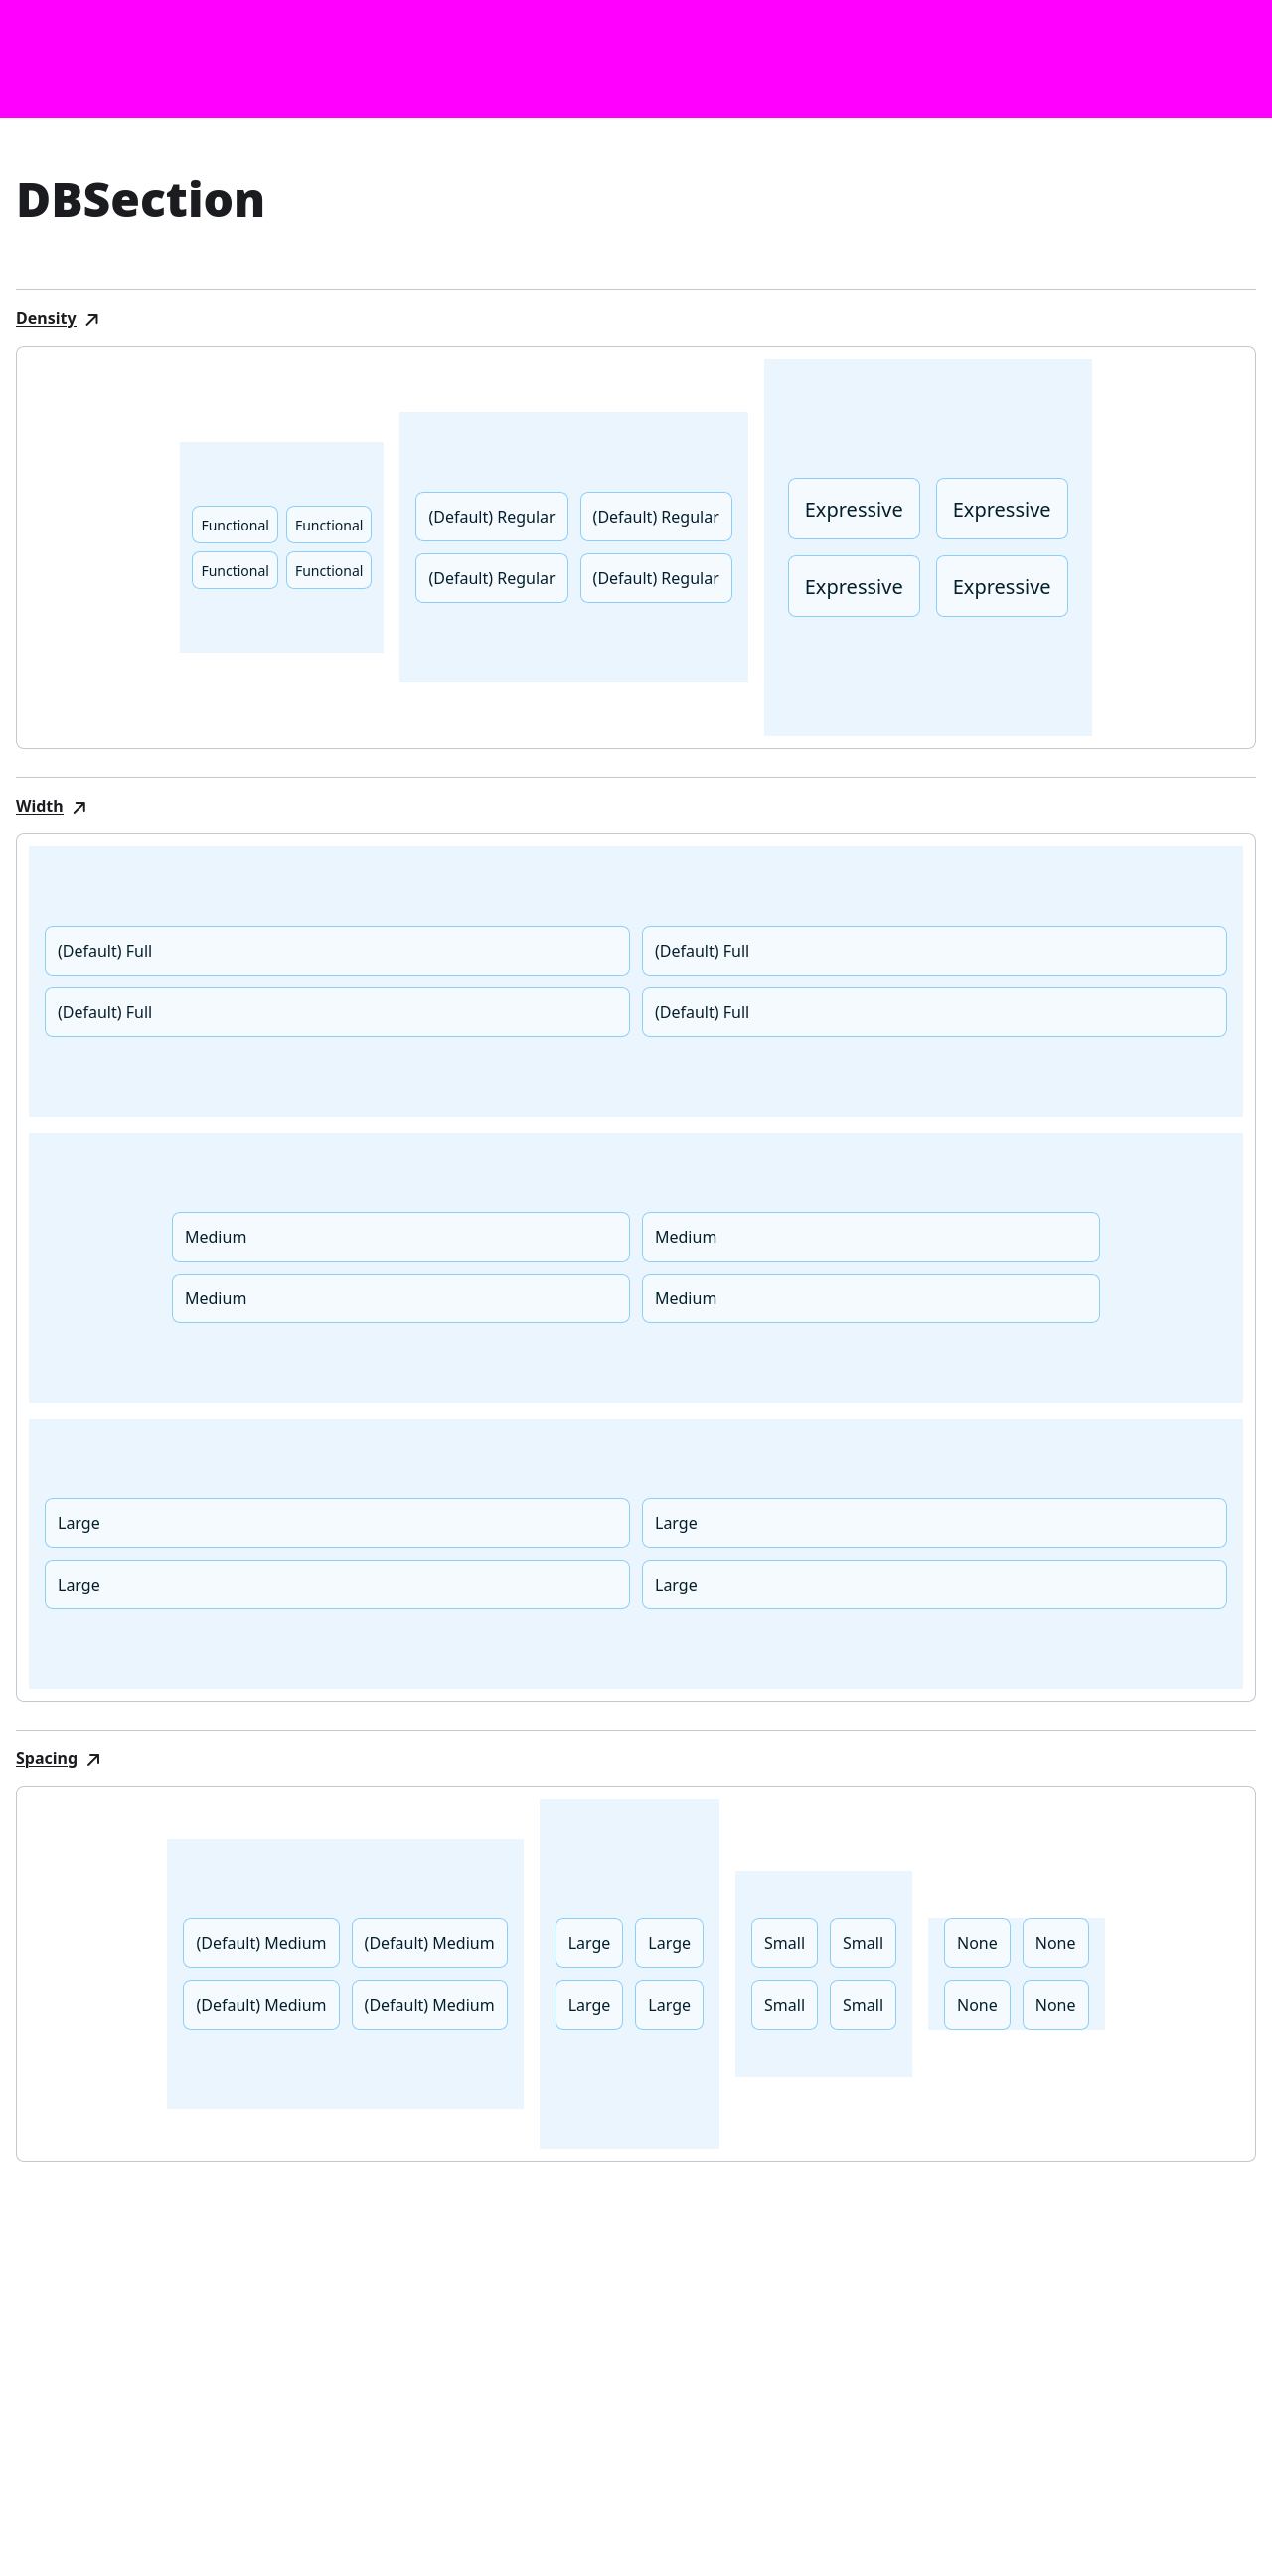 DBSection
Density
Functional Functional
Functional Functional
(Default) Regular (Default) Regular
(Default) Regular (Default) Regular
Expressive Expressive
Expressive Expressive
Width
(Default) Full (Default) Full
(Default) Full (Default) Full
Medium Medium
Medium Medium
Large Large
Large Large
Spacing
(Default) Medium (Default) Medium
(Default) Medium (Default) Medium
Large Large
Large Large
Small Small
Small Small
None None
None None